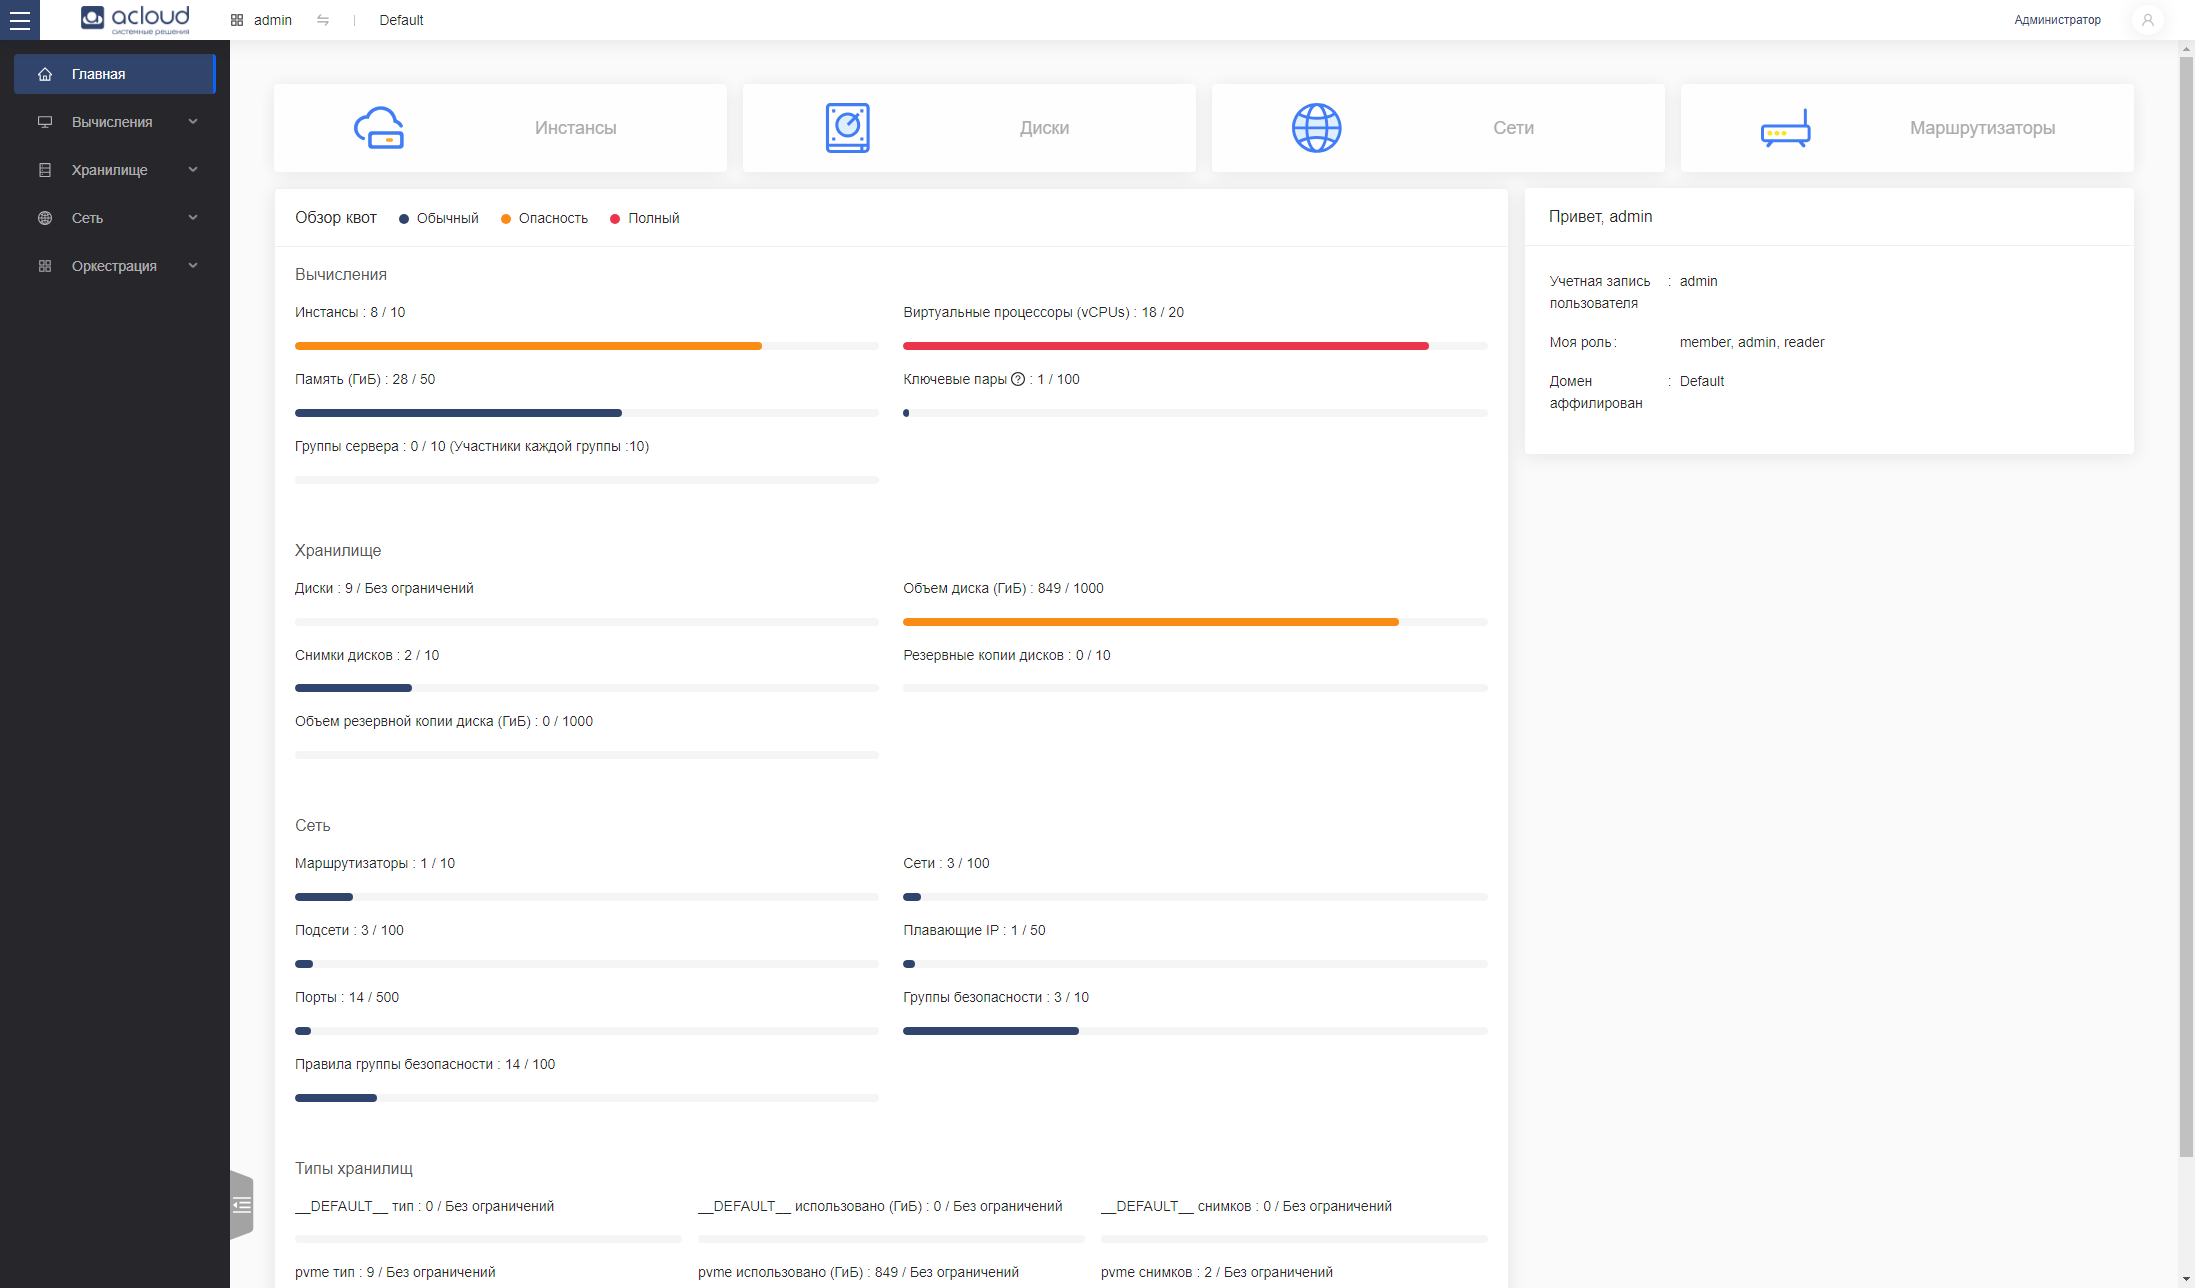 acloud
системные решения
admin
Default
Администратор
Главная
Вычисления
Хранилище
Сеть
Оркестрация
Инстансы
Диски
Сети
Маршрутизаторы
Обзор квот
Обычный
Опасность
Полный
Вычисления
Инстансы : 8 / 10
Виртуальные процессоры (vCPUs) : 18 / 20
Память (ГиБ) : 28 / 50
Ключевые пары : 1 / 100
Группы сервера : 0 / 10 (Участники каждой группы :10)
Хранилище
Диски : 9 / Без ограничений
Объем диска (ГиБ) : 849 / 1000
Снимки дисков : 2 / 10
Резервные копии дисков : 0 / 10
Объем резервной копии диска (ГиБ) : 0 / 1000
Сеть
Маршрутизаторы : 1 / 10
Сети : 3 / 100
Подсети : 3 / 100
Плавающие IP : 1 / 50
Порты : 14 / 500
Группы безопасности : 3 / 10
Правила группы безопасности : 14 / 100
Типы хранилищ
__DEFAULT__ тип : 0 / Без ограничений
__DEFAULT__ использовано (ГиБ) : 0 / Без ограничений
__DEFAULT__ снимков : 0 / Без ограничений
pvme тип : 9 / Без ограничений
pvme использовано (ГиБ) : 849 / Без ограничений
pvme снимков : 2 / Без ограничений
Привет, admin
Учетная запись пользователя : admin
Моя роль : member, admin, reader
Домен аффилирован : Default